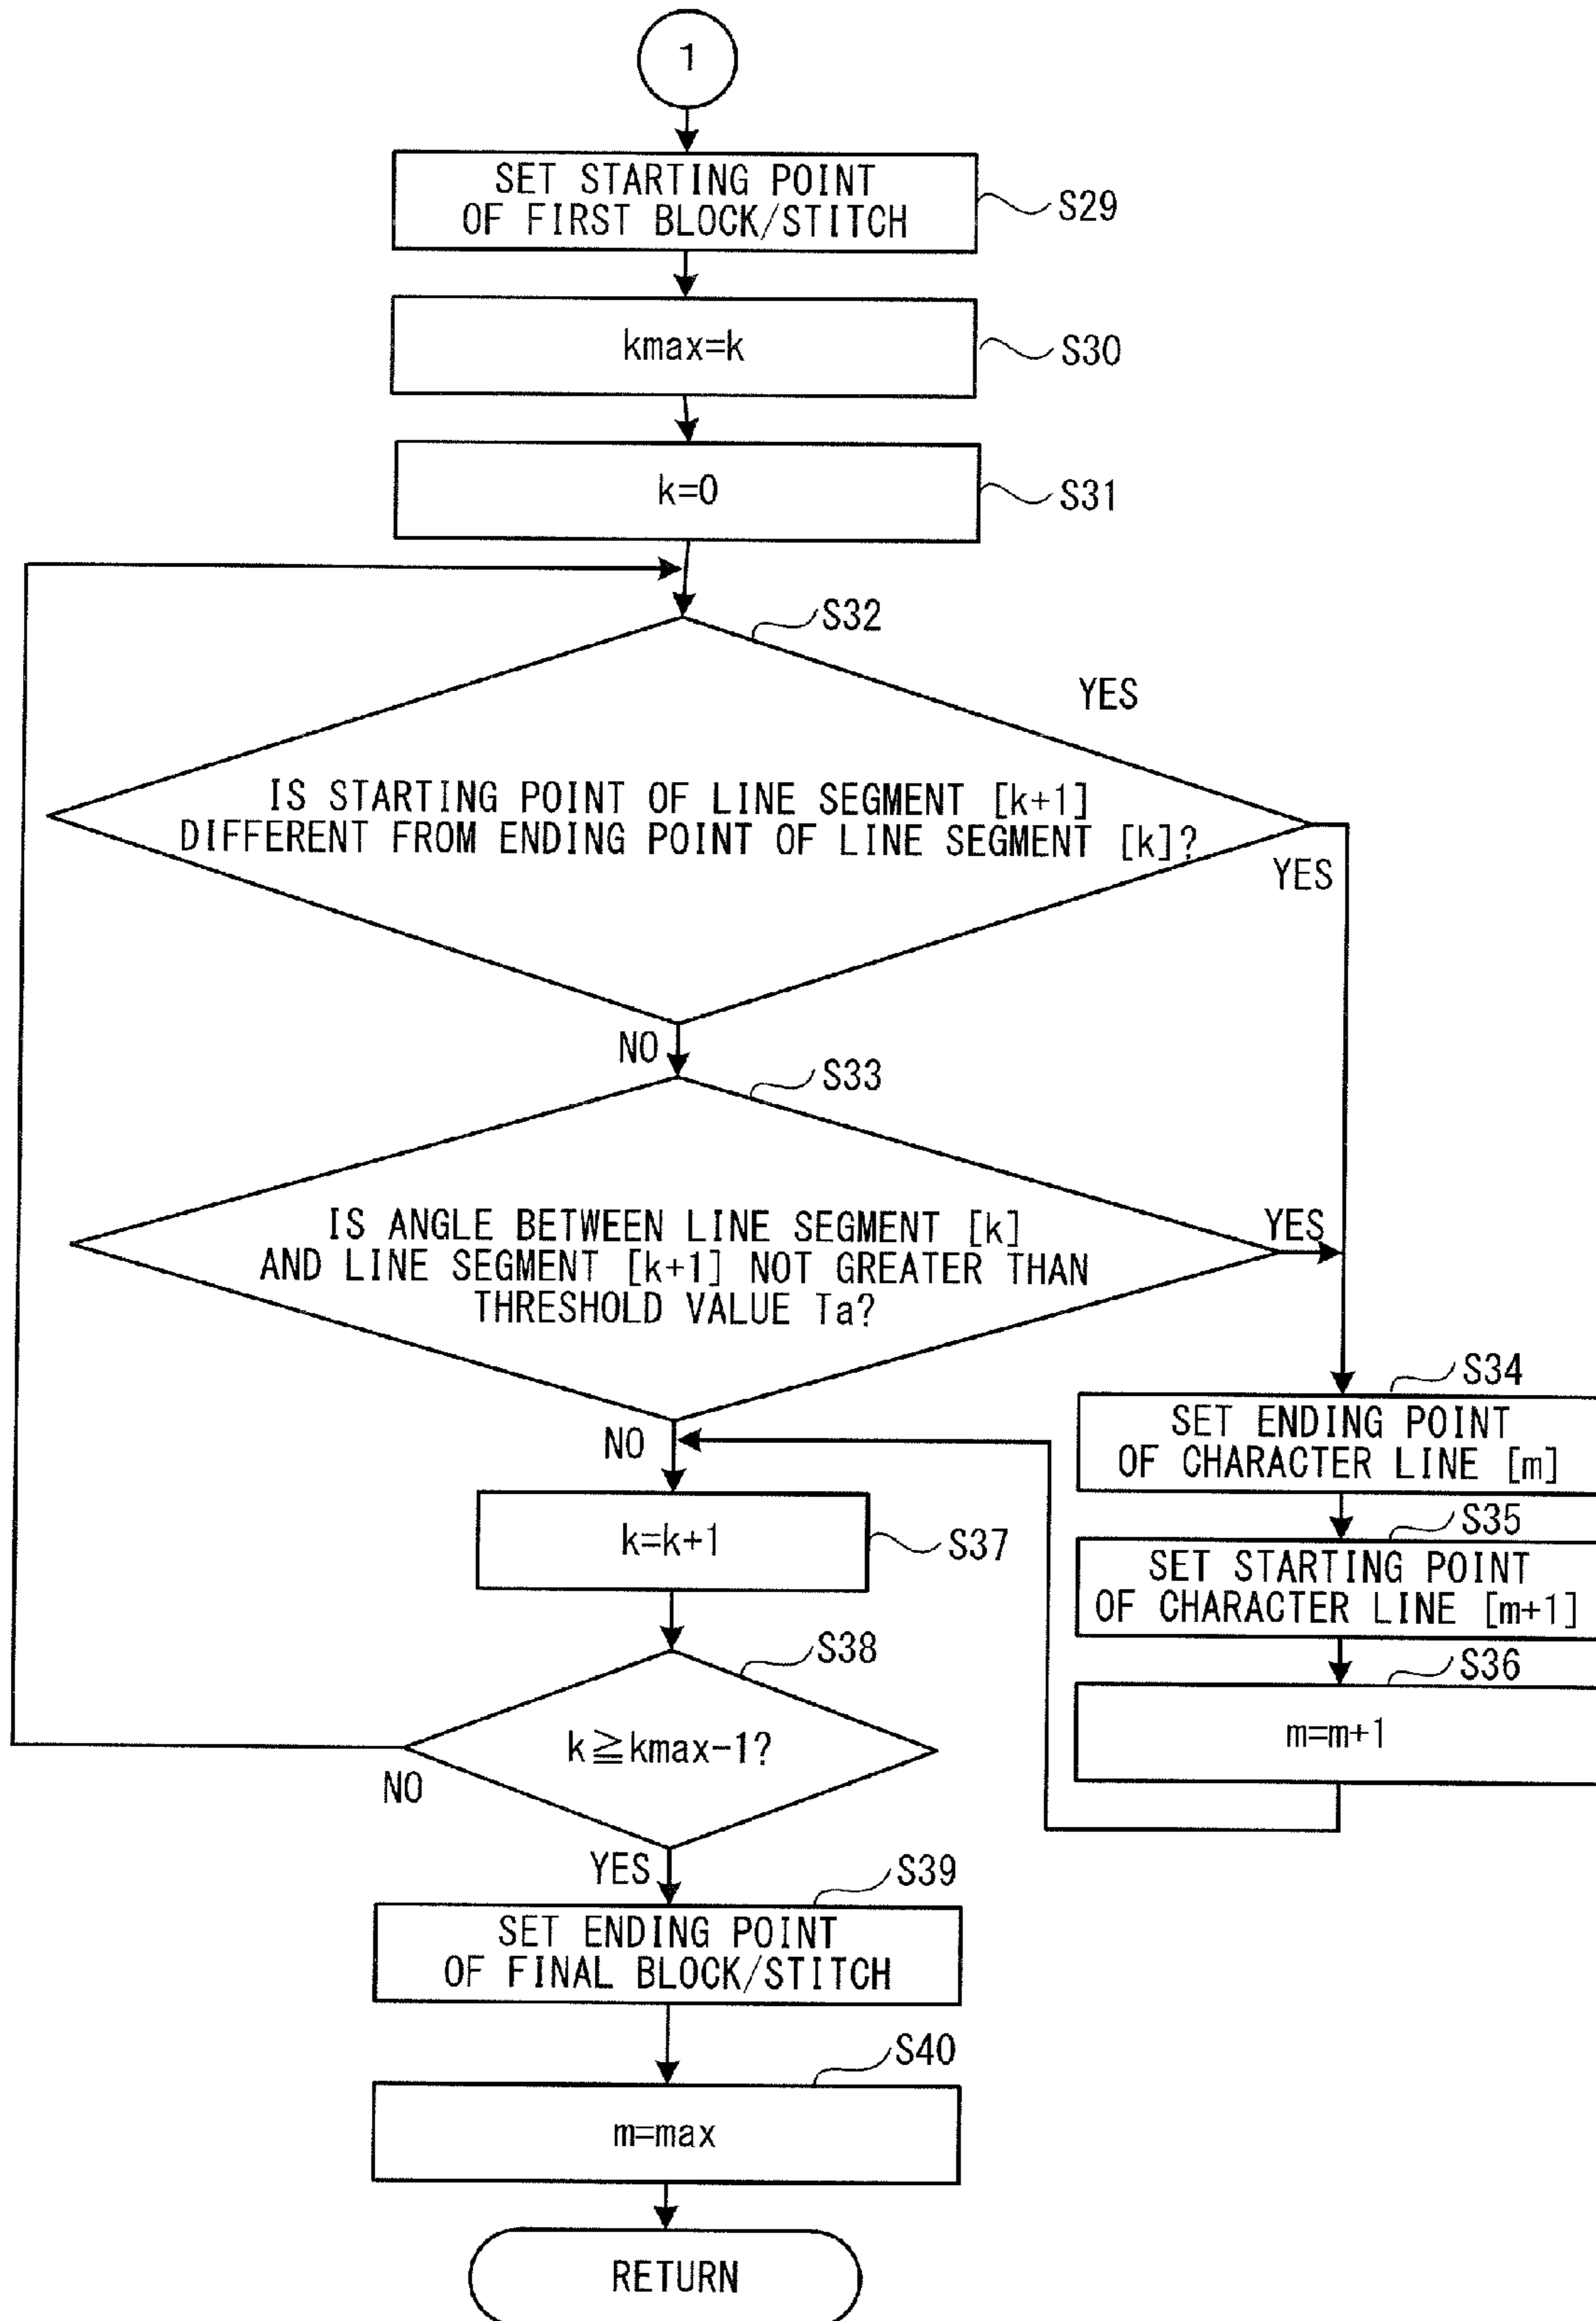 1
SET STARTING POINT
OF FIRST BLOCK/STITCH
S29
kmax=k
S30
k=0
S31
S32
YES
IS STARTING POINT OF LINE SEGMENT [k+1]
DIFFERENT FROM ENDING POINT OF LINE SEGMENT [k]?
YES
NO
S33
IS ANGLE BETWEEN LINE SEGMENT [k]
AND LINE SEGMENT [k+1] NOT GREATER THAN
THRESHOLD VALUE Ta?
YES
NO
S34
SET ENDING POINT
OF CHARACTER LINE [m]
S35
SET STARTING POINT
OF CHARACTER LINE [m+1]
S36
m=m+1
k=k+1
S37
S38
k≧kmax-1?
NO
YES
S39
SET ENDING POINT
OF FINAL BLOCK/STITCH
S40
m=max
RETURN